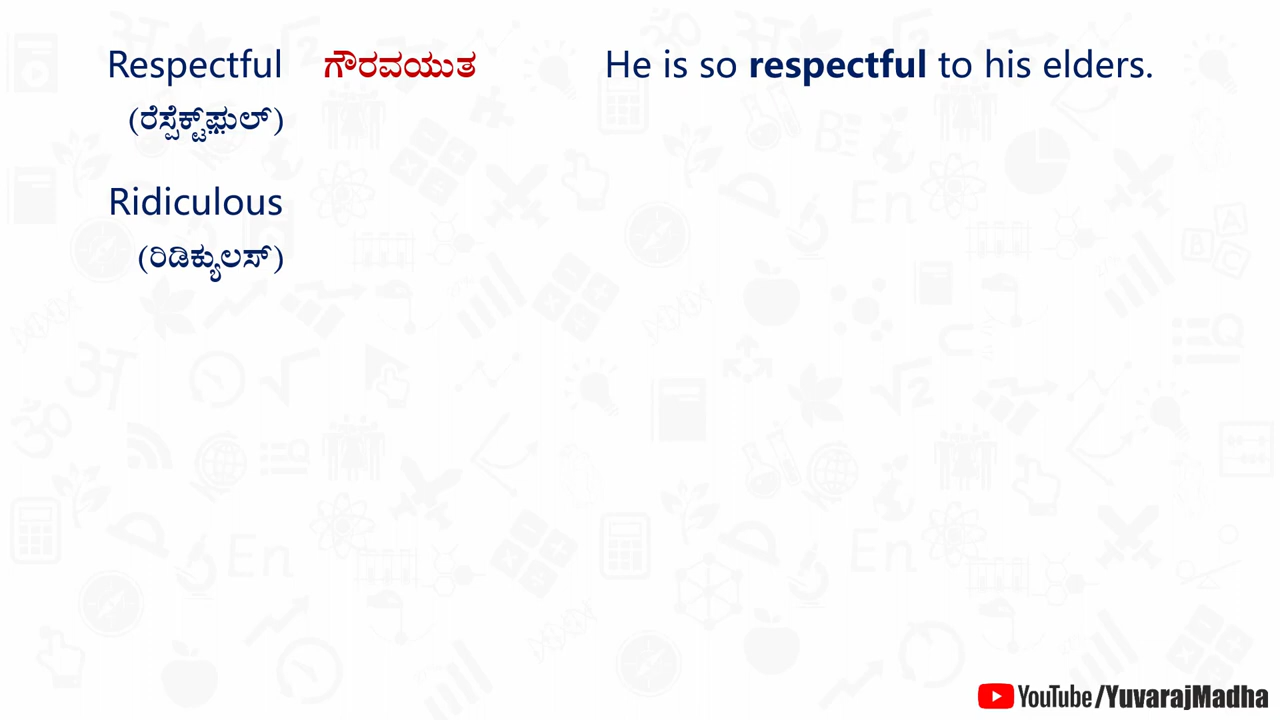 Respectful ಗೌರವಯುತ He is so respectful to his elders.
(ರೆಸ್ಪೆಕ್ಟ್‌ಫ಼ುಲ್)
Ridiculous
(ರಿಡಿಕ್ಯುಲಸ್)
YouTube/YuvarajMadha